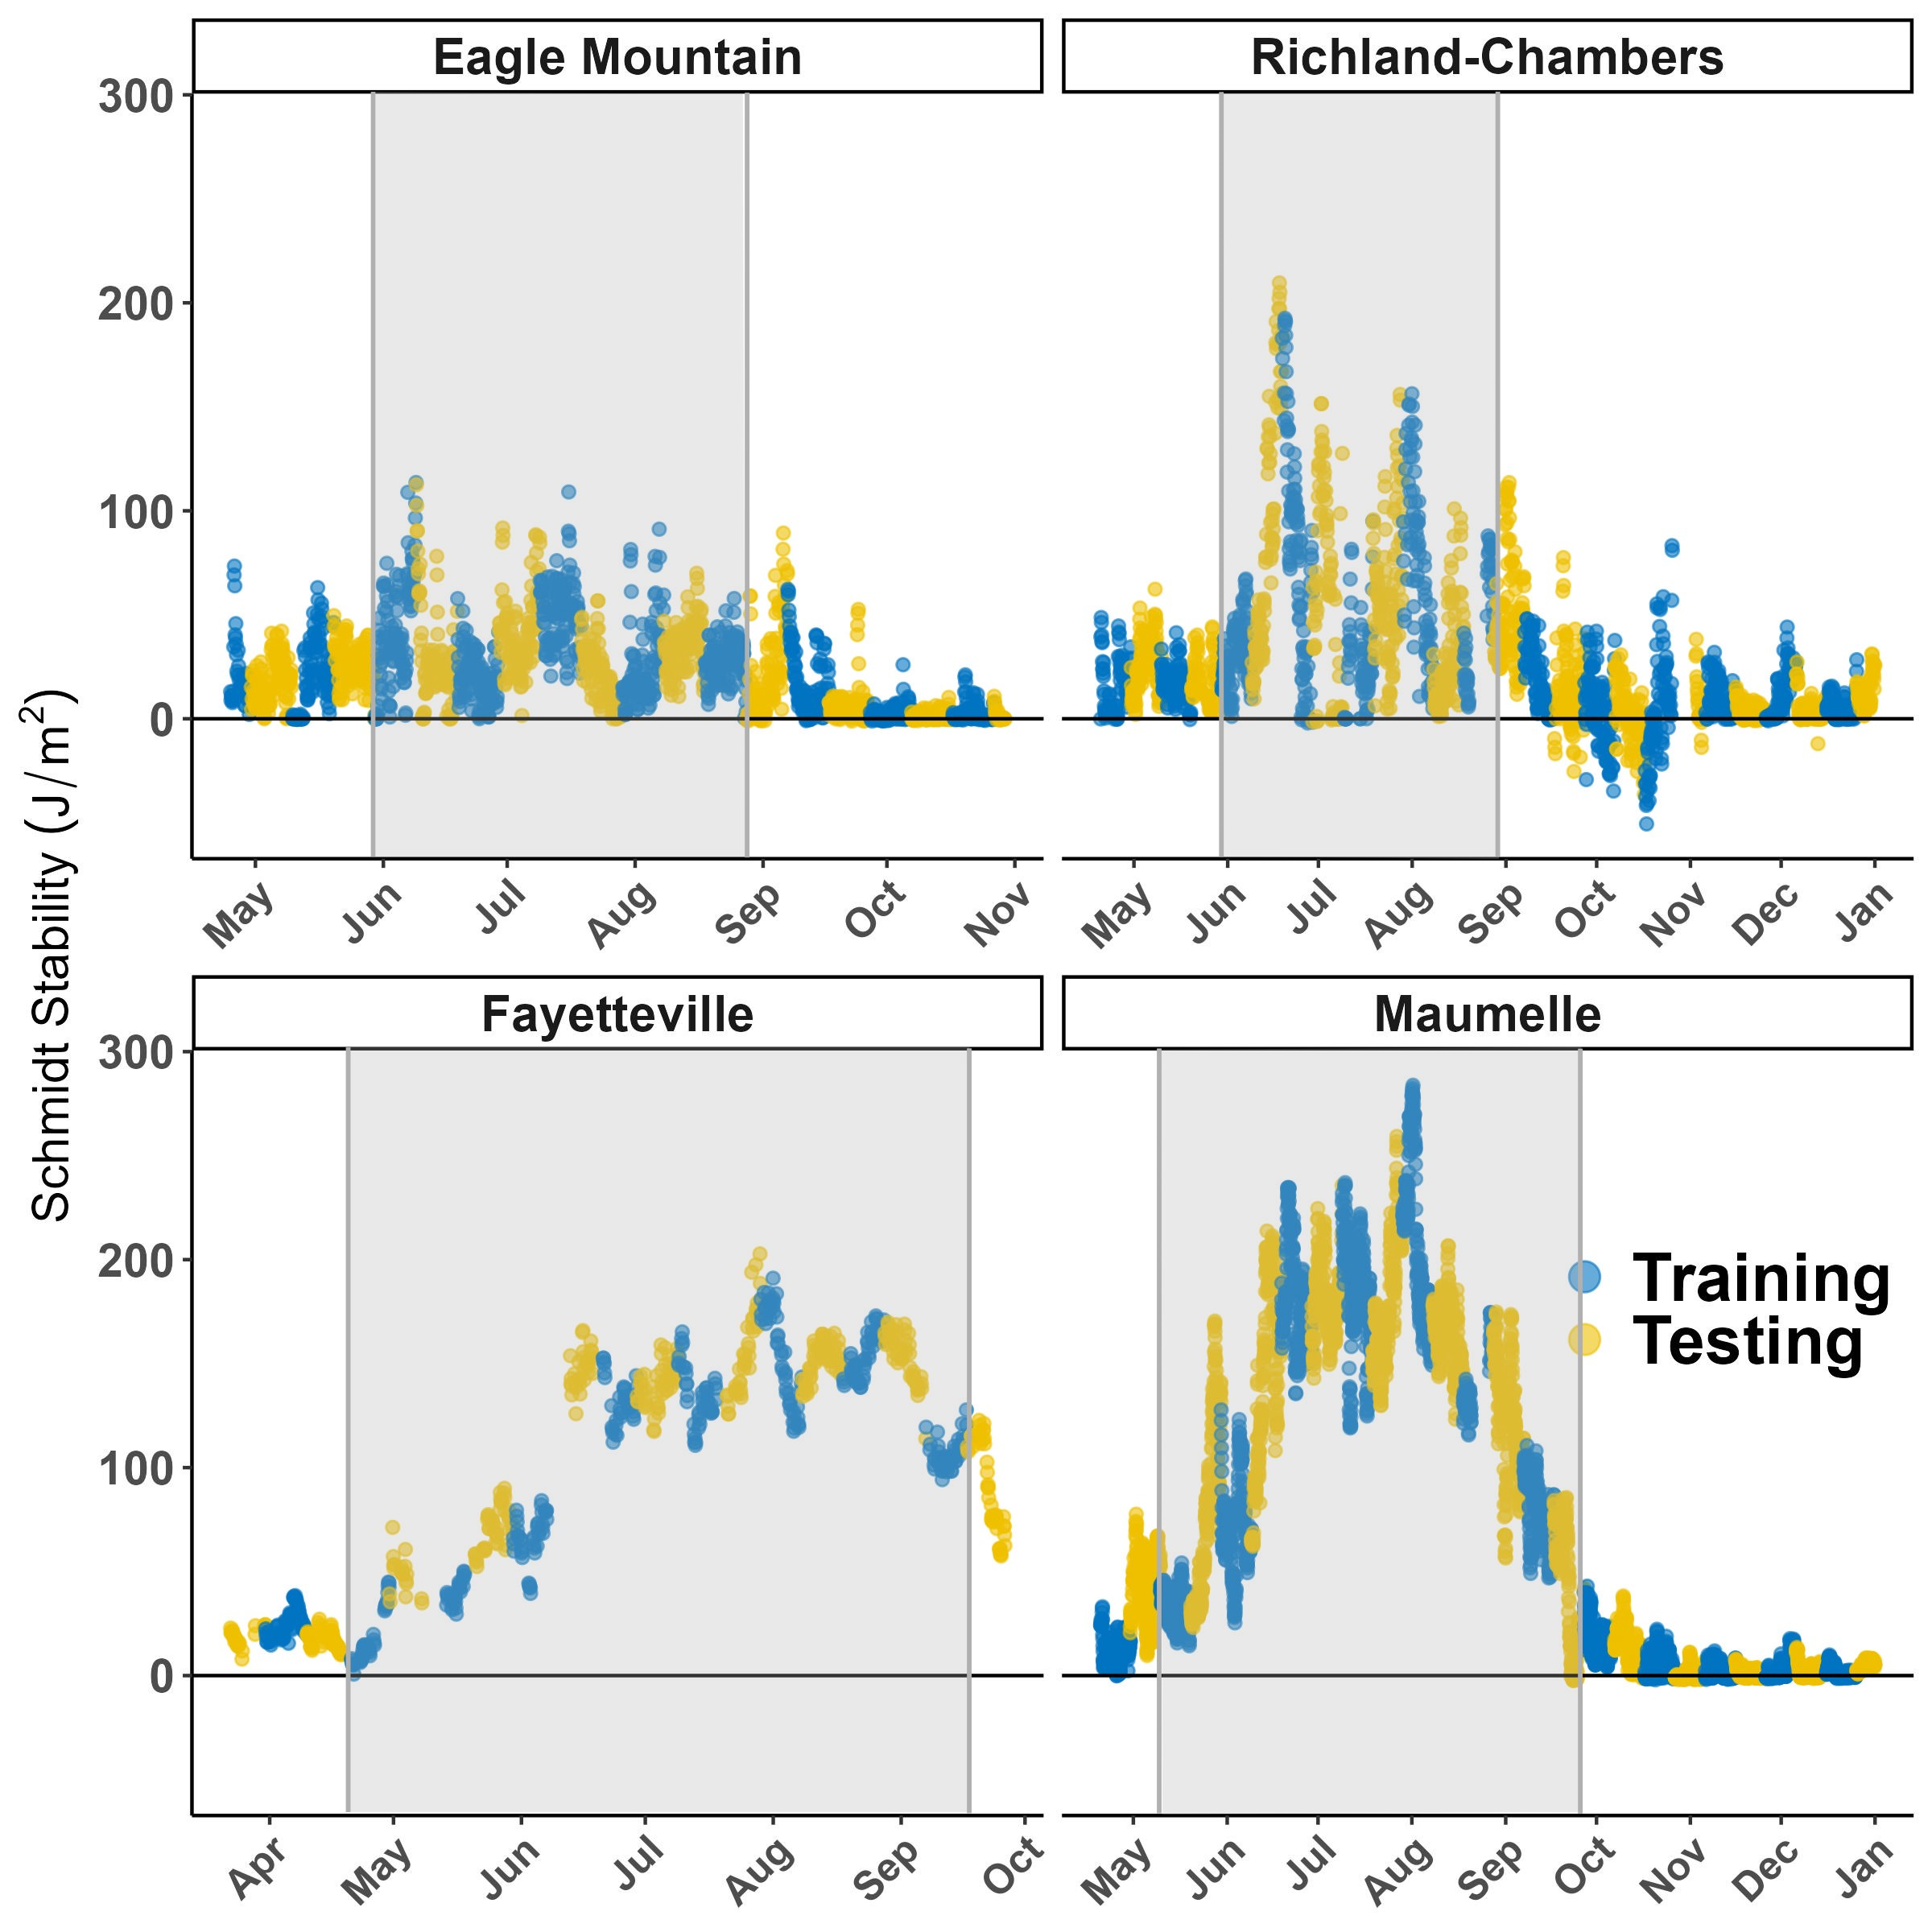 Eagle Mountain
Richland-Chambers
300
200
100
0
May Jun Jul Aug Sep Oct Nov
May Jun Jul Aug Sep Oct Nov Dec Jan
Schmidt Stability (J/m²)
Fayetteville
Maumelle
300
200
100
0
Training
Testing
Apr May Jun Jul Aug Sep Oct
May Jun Jul Aug Sep Oct Nov Dec Jan